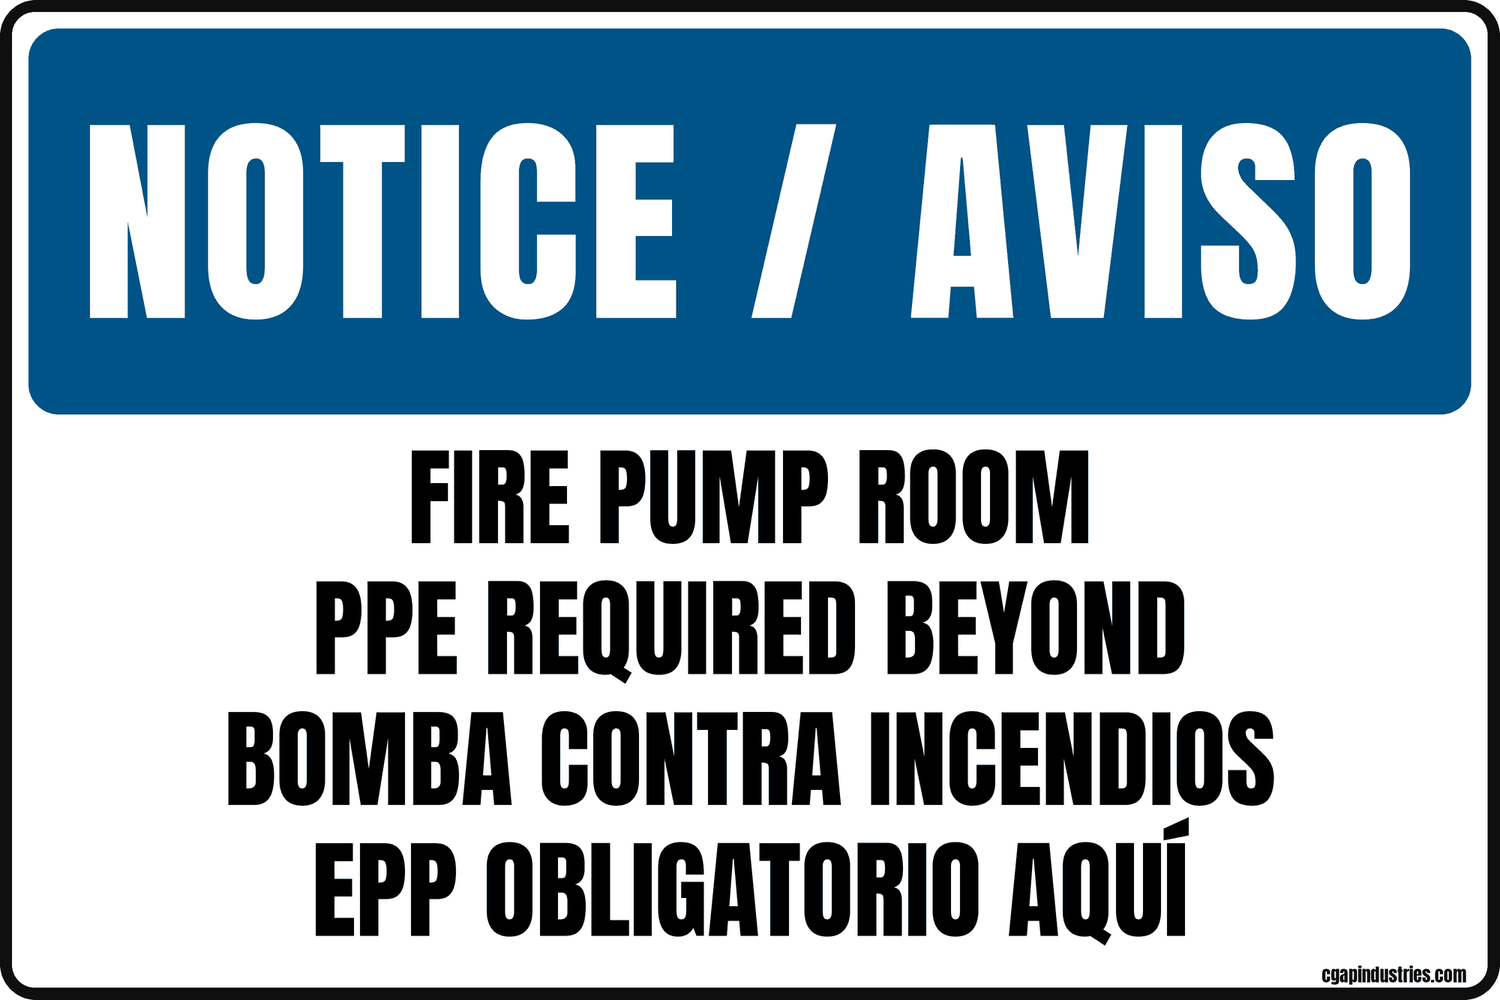 NOTICE / AVISO
FIRE PUMP ROOM
PPE REQUIRED BEYOND
BOMBA CONTRA INCENDIOS
EPP OBLIGATORIO AQUÍ
cgapindustries.com